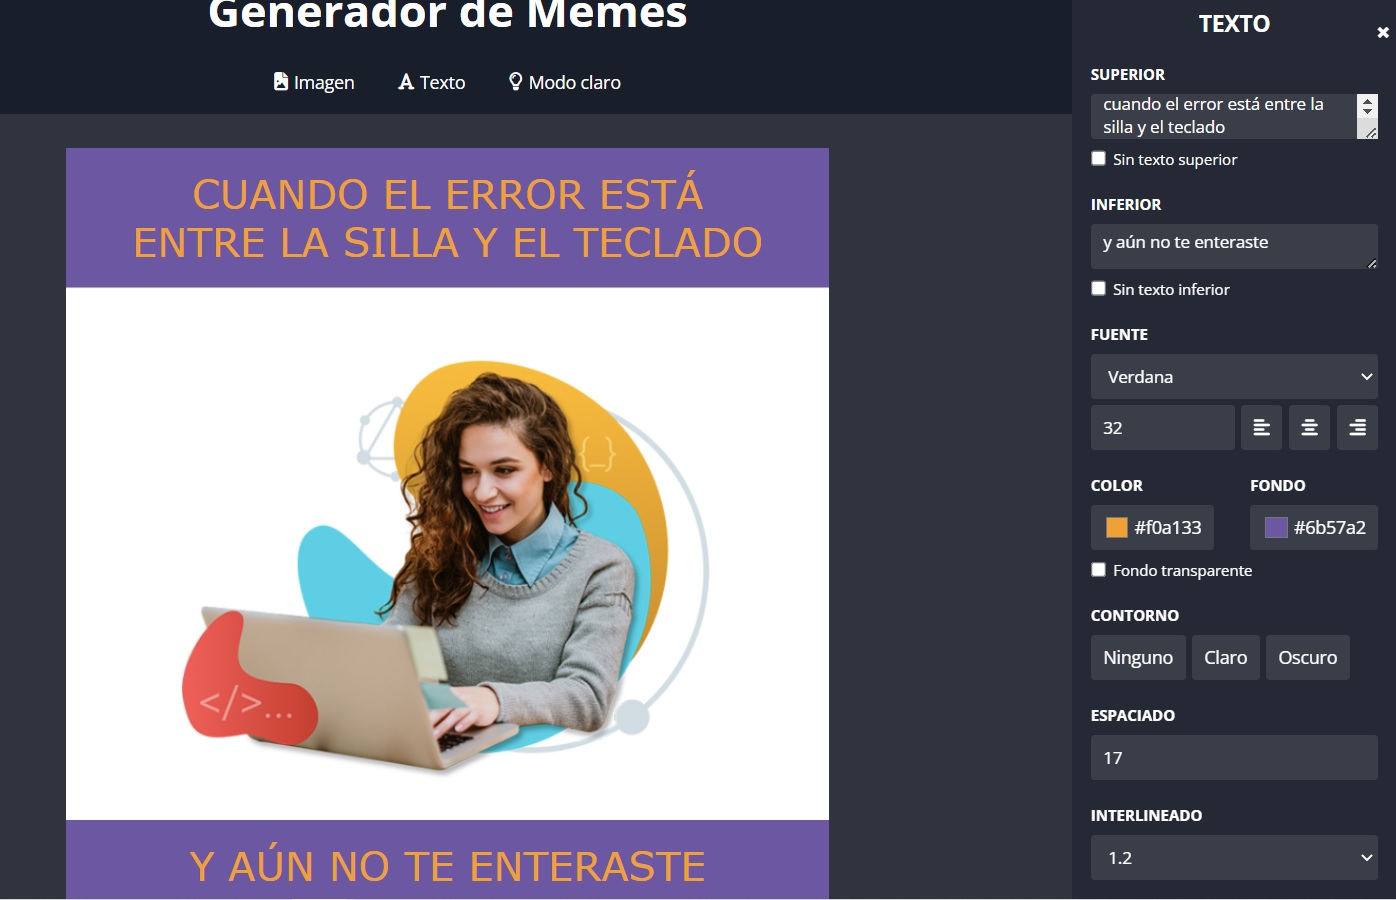 Generador de Memes
Imagen
Texto
Modo claro
CUANDO EL ERROR ESTÁ
ENTRE LA SILLA Y EL TECLADO
{_}
</>...
Y AÚN NO TE ENTERASTE
TEXTO
SUPERIOR
cuando el error está entre la
silla y el teclado
Sin texto superior
INFERIOR
y aún no te enteraste
Sin texto inferior
FUENTE
Verdana
32
COLOR
FONDO
#f0a133
#6b57a2
Fondo transparente
CONTORNO
Ninguno
Claro
Oscuro
ESPACIADO
17
INTERLINEADO
1.2